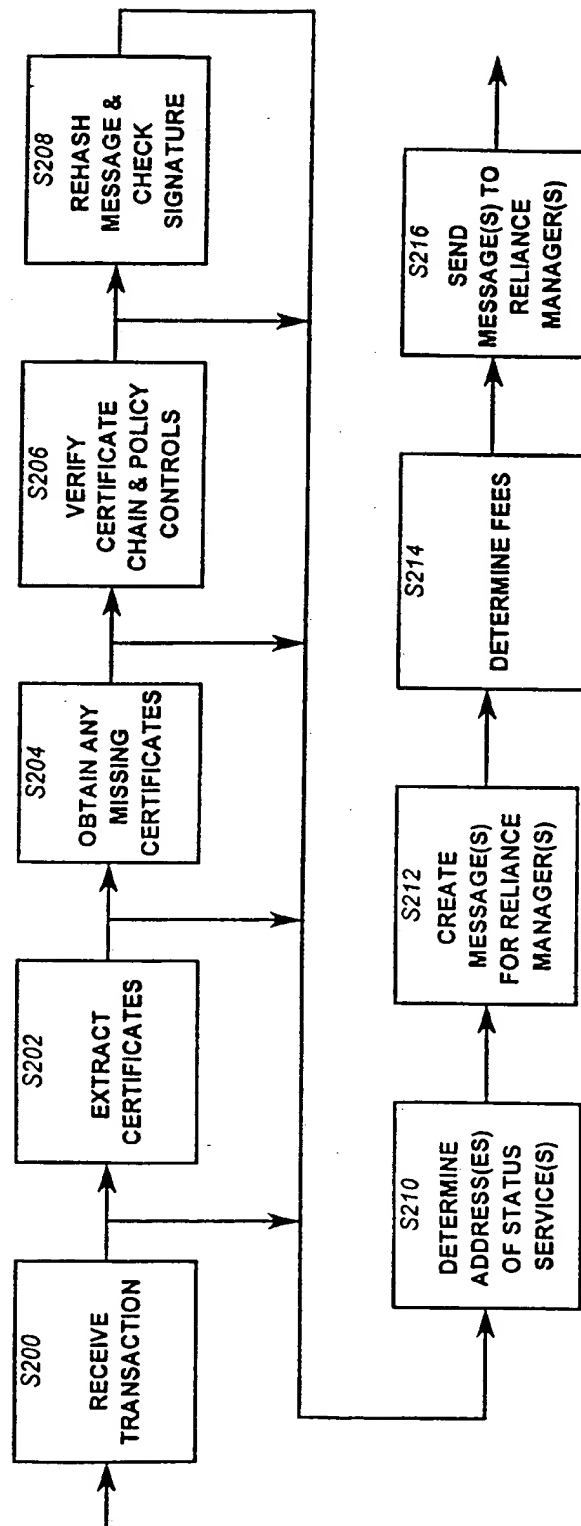 S200
RECEIVE
TRANSACTION
S202
EXTRACT
CERTIFICATES
S204
OBTAIN ANY
MISSING
CERTIFICATES
S206
VERIFY
CERTIFICATE
CHAIN & POLICY
CONTROLS
S208
REHASH
MESSAGE &
CHECK
SIGNATURE
S210
DETERMINE
ADDRESS(ES)
OF STATUS
SERVICE(S)
S212
CREATE
MESSAGE(S)
FOR RELIANCE
MANAGER(S)
S214
DETERMINE FEES
S216
SEND
MESSAGE(S) TO
RELIANCE
MANAGER(S)